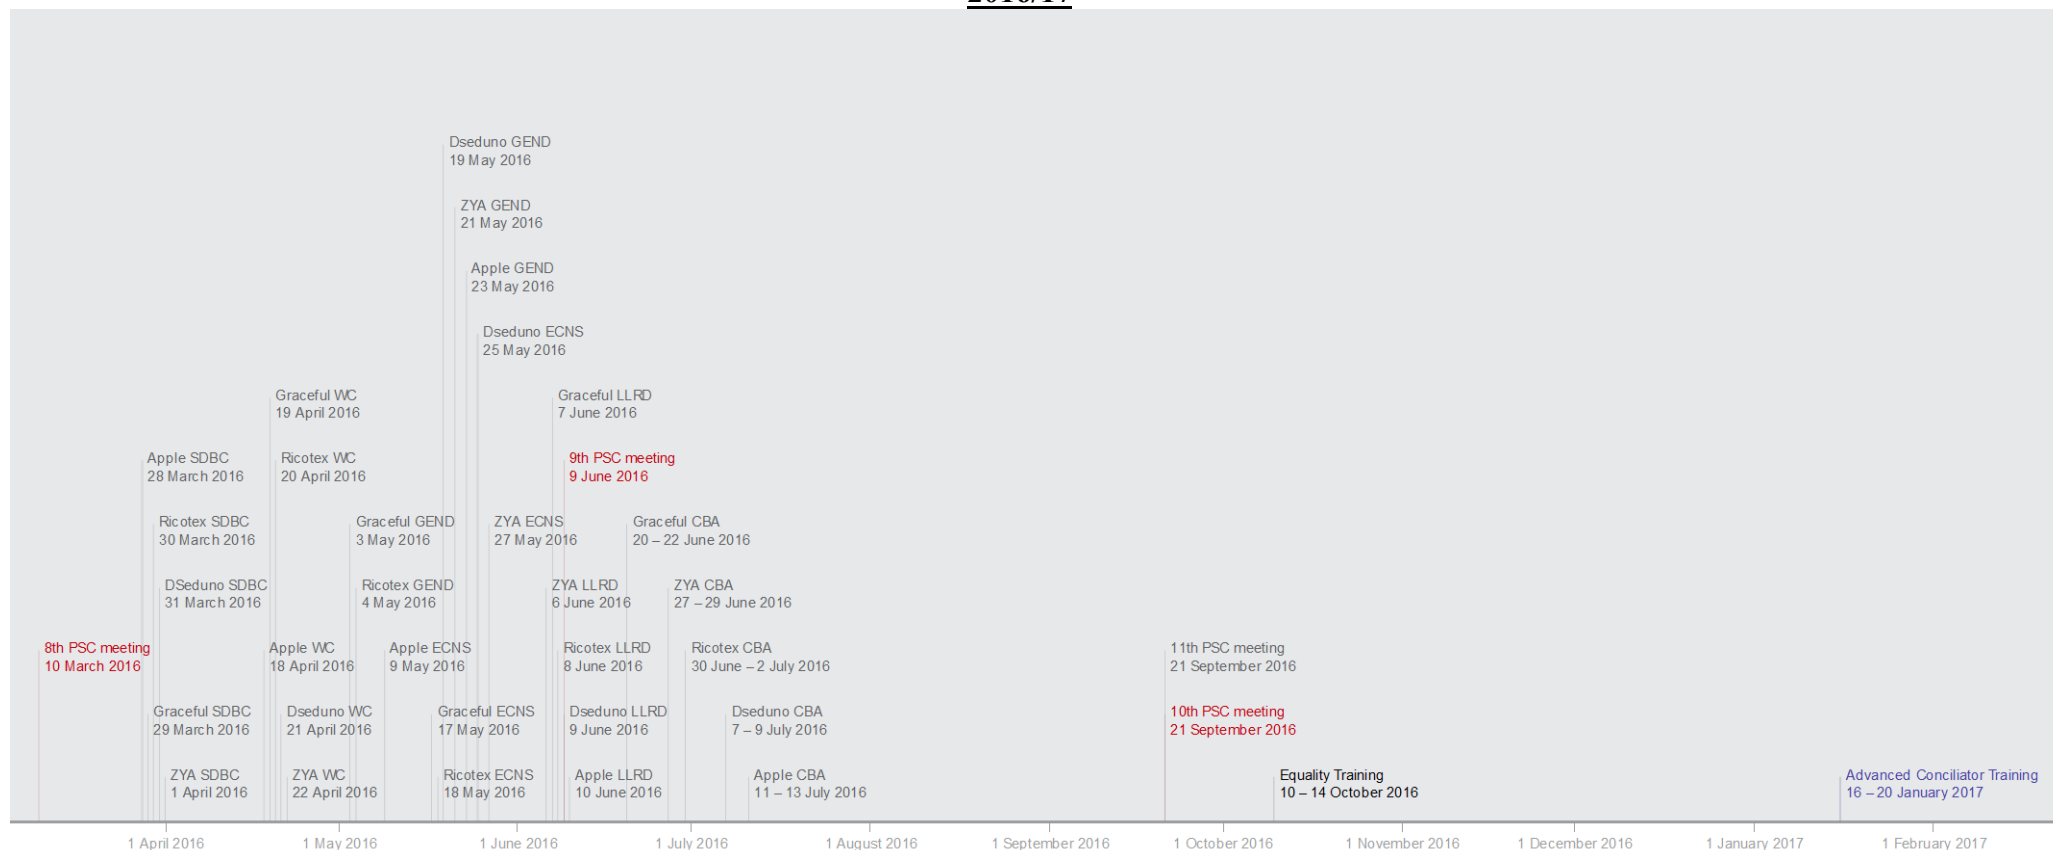 2016/17
Dseduno GEND
19 May 2016
ZYA GEND
21 May 2016
Apple GEND
23 May 2016
Dseduno ECNS
25 May 2016
Graceful WC
19 April 2016
Graceful LLRD
7 June 2016
Apple SDBC
28 March 2016
Ricotex WC
20 April 2016
9th PSC meeting
9 June 2016
Ricotex SDBC
30 March 2016
Graceful GEND
3 May 2016
ZYA ECNS
27 May 2016
Graceful CBA
20 – 22 June 2016
DSeduno SDBC
31 March 2016
Ricotex GEND
4 May 2016
ZYA LLRD
6 June 2016
ZYA CBA
27 – 29 June 2016
8th PSC meeting
10 March 2016
Apple WC
18 April 2016
Apple ECNS
9 May 2016
Ricotex LLRD
8 June 2016
Ricotex CBA
30 June – 2 July 2016
11th PSC meeting
21 September 2016
Graceful SDBC
29 March 2016
Dseduno WC
21 April 2016
Graceful ECNS
17 May 2016
Dseduno LLRD
9 June 2016
Dseduno CBA
7 – 9 July 2016
10th PSC meeting
21 September 2016
ZYA SDBC
1 April 2016
ZYA WC
22 April 2016
Ricotex ECNS
18 May 2016
Apple LLRD
10 June 2016
Apple CBA
11 – 13 July 2016
Equality Training
10 – 14 October 2016
Advanced Conciliator Training
16 – 20 January 2017
1 April 2016
1 May 2016
1 June 2016
1 July 2016
1 August 2016
1 September 2016
1 October 2016
1 November 2016
1 December 2016
1 January 2017
1 February 2017